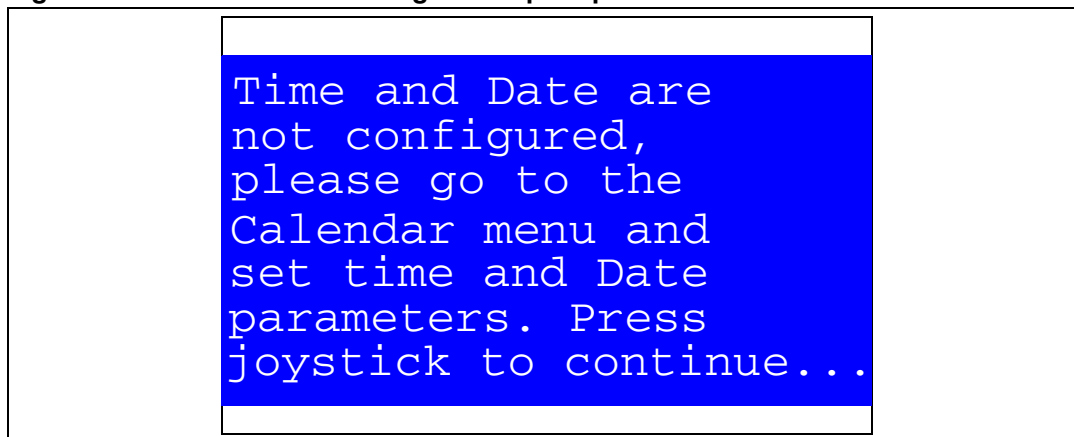 Time and Date are
not configured,
please go to the
Calendar menu and
set time and Date
parameters. Press
joystick to continue...